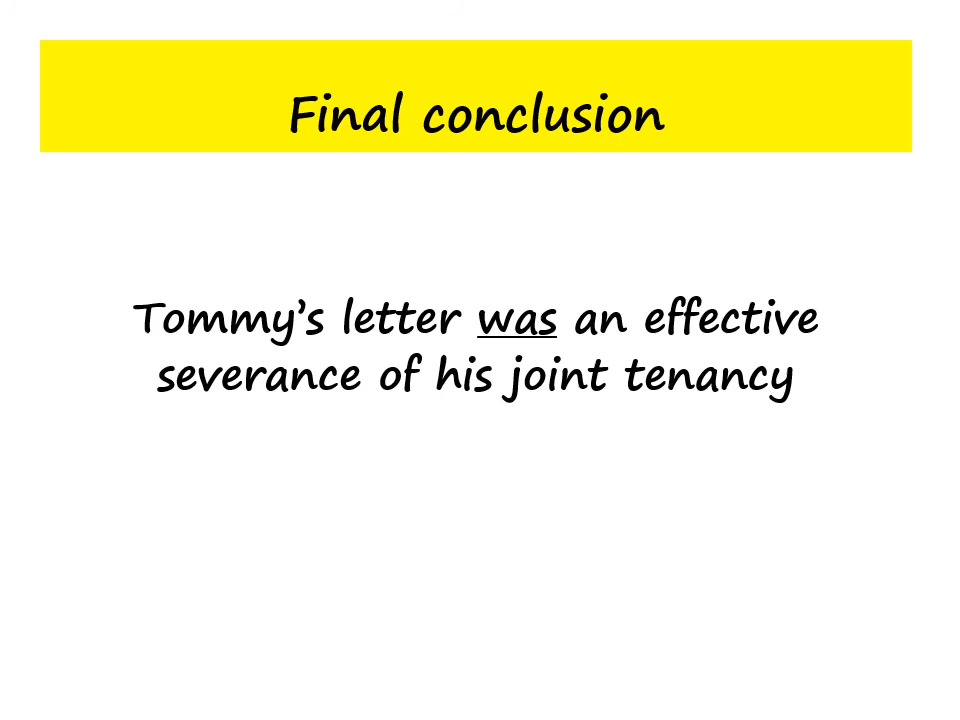 Final conclusion
Tommy’s letter was an effective
severance of his joint tenancy